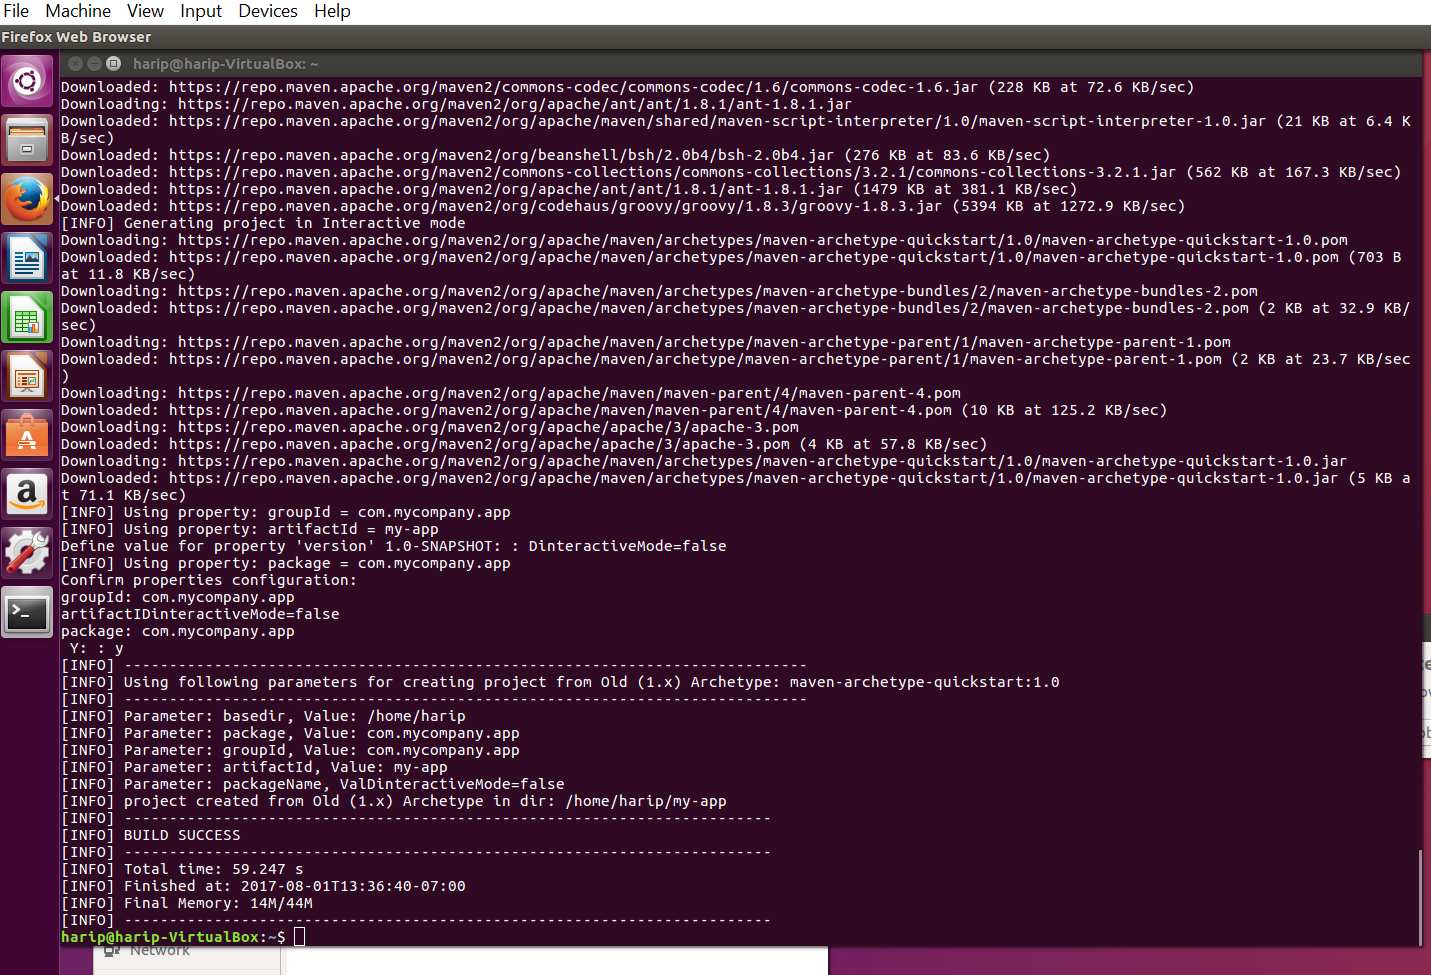 File Machine View Input Devices Help
Firefox Web Browser
harip@harip-VirtualBox: ~
Downloaded: https://repo.maven.apache.org/maven2/commons-codec/commons-codec/1.6/commons-codec-1.6.jar (228 KB at 72.6 KB/sec)
Downloading: https://repo.maven.apache.org/maven2/org/apache/ant/ant/1.8.1/ant-1.8.1.jar
Downloaded: https://repo.maven.apache.org/maven2/org/apache/maven/shared/maven-script-interpreter/1.0/maven-script-interpreter-1.0.jar (21 KB at 6.4 K
B/sec)
Downloaded: https://repo.maven.apache.org/maven2/org/beanshell/bsh/2.0b4/bsh-2.0b4.jar (276 KB at 83.6 KB/sec)
Downloaded: https://repo.maven.apache.org/maven2/commons-collections/commons-collections/3.2.1/commons-collections-3.2.1.jar (562 KB at 167.3 KB/sec)
Downloaded: https://repo.maven.apache.org/maven2/org/apache/ant/ant/1.8.1/ant-1.8.1.jar (1479 KB at 381.1 KB/sec)
Downloaded: https://repo.maven.apache.org/maven2/org/codehaus/groovy/groovy/1.8.3/groovy-1.8.3.jar (5394 KB at 1272.9 KB/sec)
[INFO] Generating project in Interactive mode
Downloading: https://repo.maven.apache.org/maven2/org/apache/maven/archetypes/maven-archetype-quickstart/1.0/maven-archetype-quickstart-1.0.pom
Downloaded: https://repo.maven.apache.org/maven2/org/apache/maven/archetypes/maven-archetype-quickstart/1.0/maven-archetype-quickstart-1.0.pom (703 B
at 11.8 KB/sec)
Downloading: https://repo.maven.apache.org/maven2/org/apache/maven/archetypes/maven-archetype-bundles/2/maven-archetype-bundles-2.pom
Downloaded: https://repo.maven.apache.org/maven2/org/apache/maven/archetypes/maven-archetype-bundles/2/maven-archetype-bundles-2.pom (2 KB at 32.9 KB/
sec)
Downloading: https://repo.maven.apache.org/maven2/org/apache/maven/archetype/maven-archetype-parent/1/maven-archetype-parent-1.pom
Downloaded: https://repo.maven.apache.org/maven2/org/apache/maven/archetype/maven-archetype-parent/1/maven-archetype-parent-1.pom (2 KB at 23.7 KB/sec
)
Downloading: https://repo.maven.apache.org/maven2/org/apache/maven/maven-parent/4/maven-parent-4.pom
Downloaded: https://repo.maven.apache.org/maven2/org/apache/maven/maven-parent/4/maven-parent-4.pom (10 KB at 125.2 KB/sec)
Downloading: https://repo.maven.apache.org/maven2/org/apache/apache/3/apache-3.pom
Downloaded: https://repo.maven.apache.org/maven2/org/apache/apache/3/apache-3.pom (4 KB at 57.8 KB/sec)
Downloading: https://repo.maven.apache.org/maven2/org/apache/maven/archetypes/maven-archetype-quickstart/1.0/maven-archetype-quickstart-1.0.jar
Downloaded: https://repo.maven.apache.org/maven2/org/apache/maven/archetypes/maven-archetype-quickstart/1.0/maven-archetype-quickstart-1.0.jar (5 KB a
t 71.1 KB/sec)
[INFO] Using property: groupId = com.mycompany.app
[INFO] Using property: artifactId = my-app
Define value for property 'version' 1.0-SNAPSHOT: : DinteractiveMode=false
[INFO] Using property: package = com.mycompany.app
Confirm properties configuration:
groupId: com.mycompany.app
artifactIDinteractiveMode=false
package: com.mycompany.app
Y: : y
[INFO] ----------------------------------------------------------------------------
[INFO] Using following parameters for creating project from Old (1.x) Archetype: maven-archetype-quickstart:1.0
[INFO] ----------------------------------------------------------------------------
[INFO] Parameter: basedir, Value: /home/harip
[INFO] Parameter: package, Value: com.mycompany.app
[INFO] Parameter: groupId, Value: com.mycompany.app
[INFO] Parameter: artifactId, Value: my-app
[INFO] Parameter: packageName, ValDinteractiveMode=false
[INFO] project created from Old (1.x) Archetype in dir: /home/harip/my-app
[INFO] ------------------------------------------------------------------------
[INFO] BUILD SUCCESS
[INFO] ------------------------------------------------------------------------
[INFO] Total time: 59.247 s
[INFO] Finished at: 2017-08-01T13:36:40-07:00
[INFO] Final Memory: 14M/44M
[INFO] ------------------------------------------------------------------------
harip@harip-VirtualBox:~$
Network